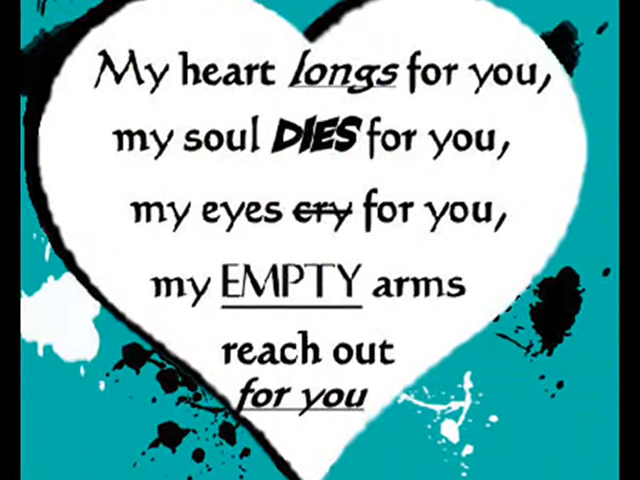 My heart longs for you,
my soul DIES for you,
my eyes cry for you,
my EMPTY arms
reach out
for you